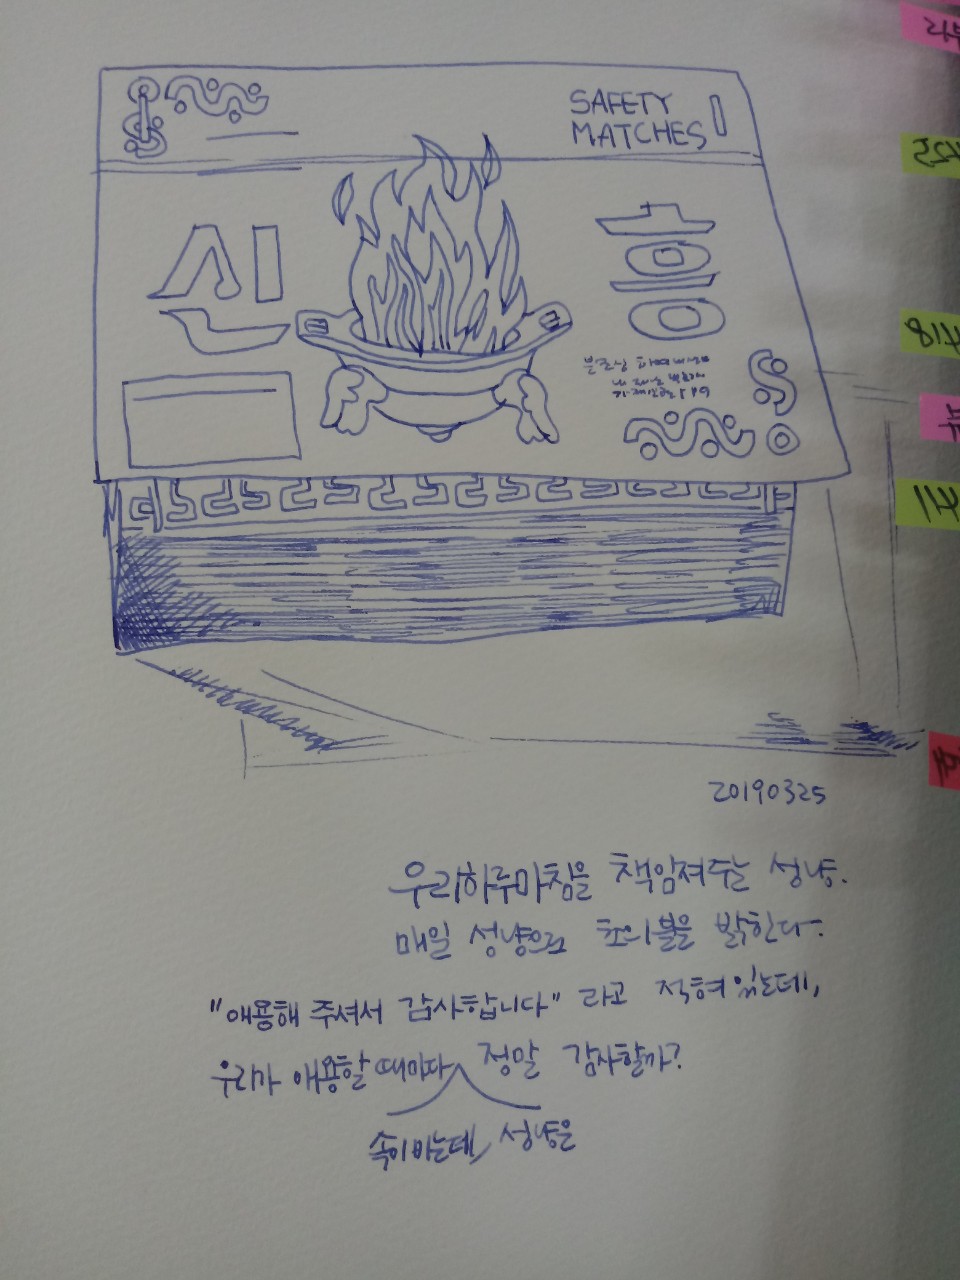 SAFETY
MATCHES
신흥
불조심
20190325
우리하루마침을 책임져주는 성냥.
매일 성냥으로 초의불을 밝힌다.
"애용해 주셔서 감사합니다" 라고 적혀있는데,
우리가 애용할 때마다 정말 감사할까?
속이타는데, 성냥은